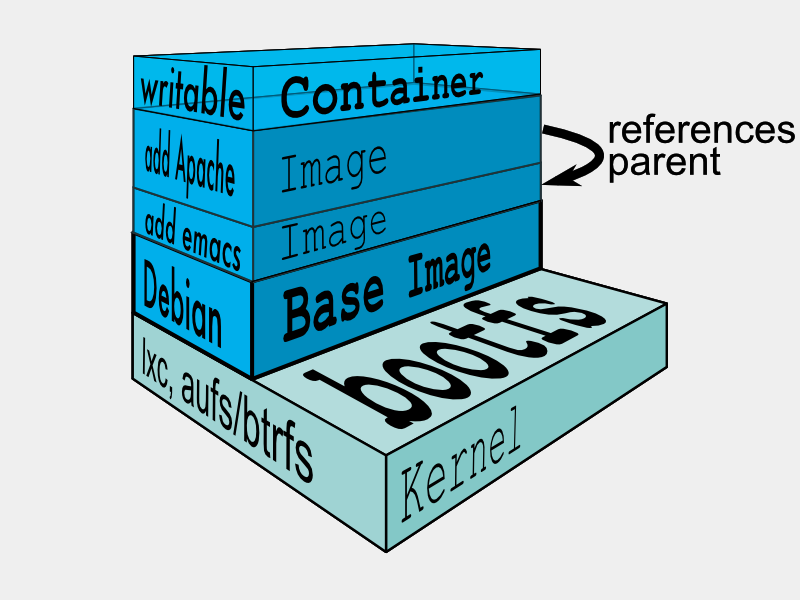 writable
Container
add Apache
Image
references
parent
add emacs
Image
Debian
Base Image
lxc, aufs/btrfs
bootfs
Kernel